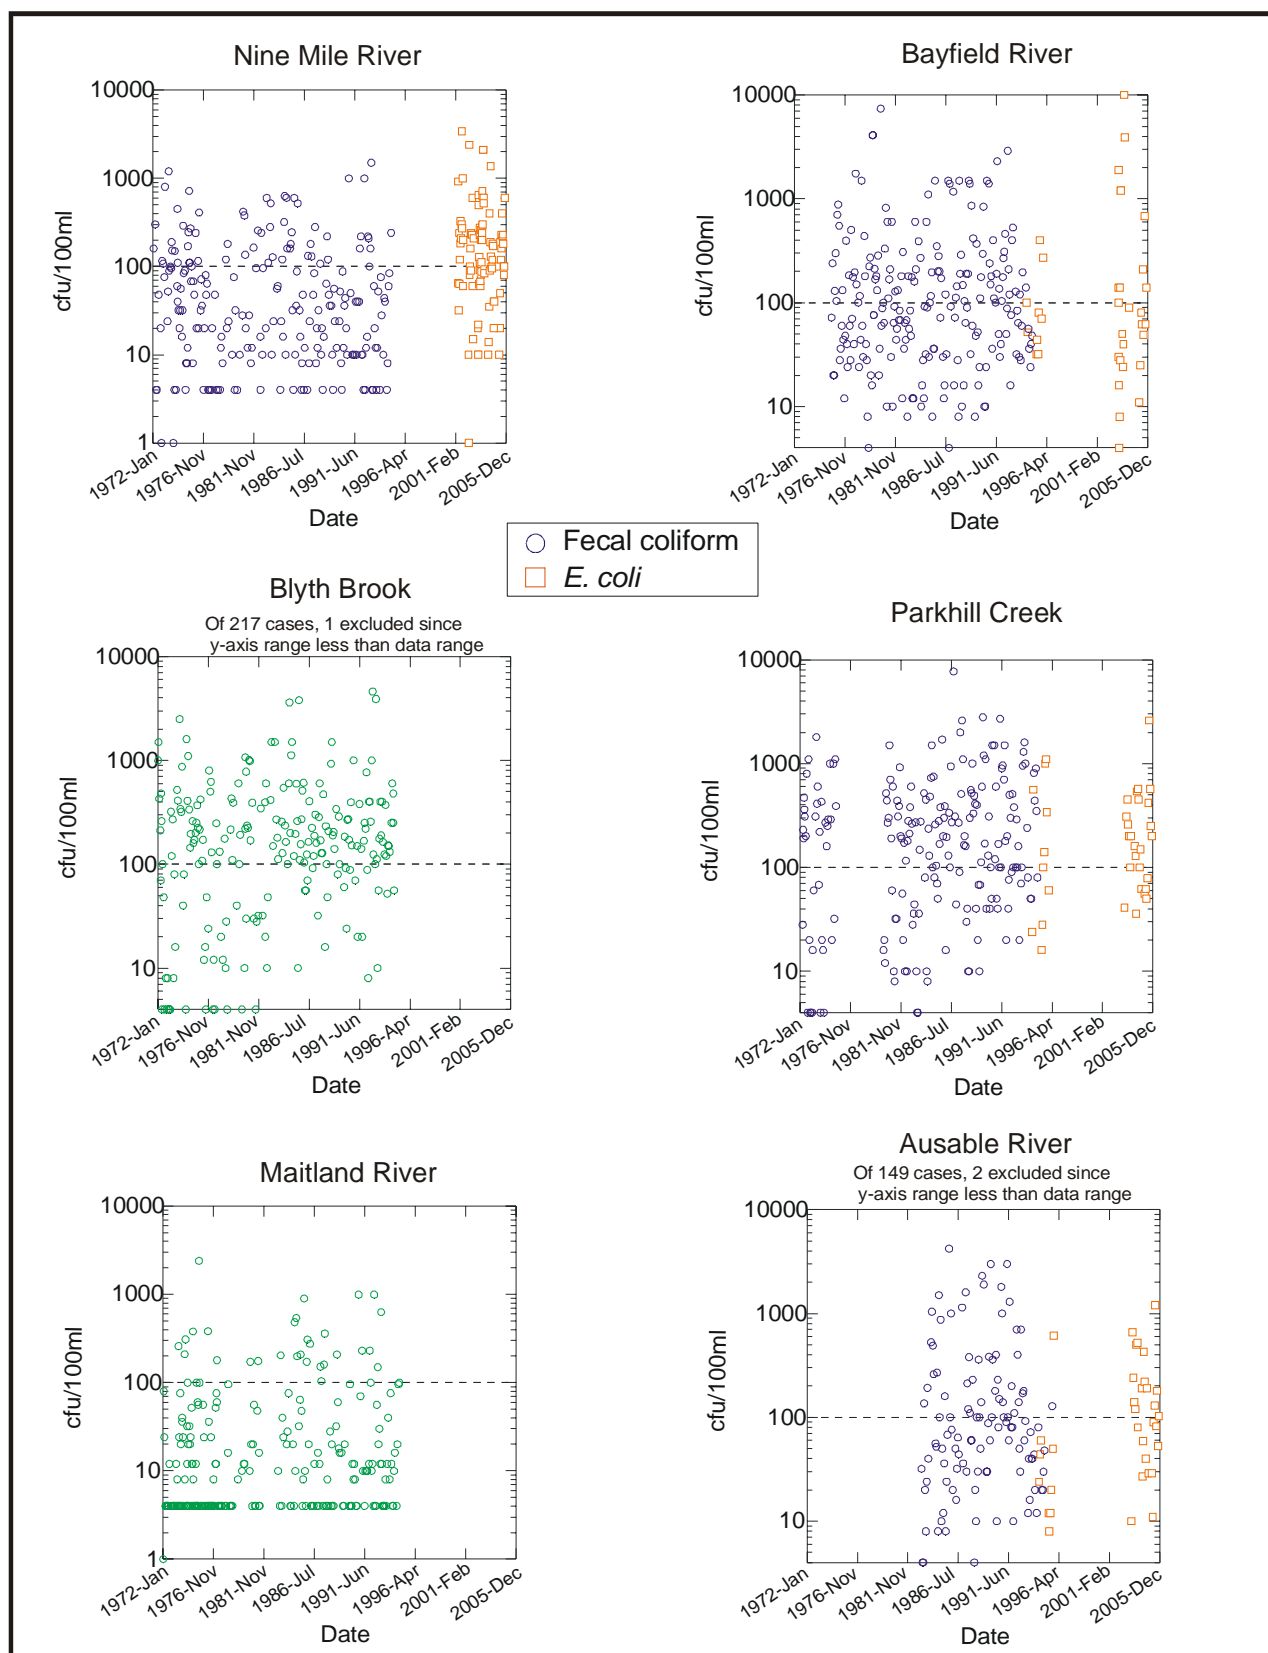 Nine Mile River
10000
1000
100
10
1
cfu/100ml
1972-Jan
1976-Nov
1981-Nov
1986-Jul
1991-Jun
1996-Apr
2001-Feb
2005-Dec
Date
Bayfield River
10000
1000
100
10
cfu/100ml
1972-Jan
1976-Nov
1981-Nov
1986-Jul
1991-Jun
1996-Apr
2001-Feb
2005-Dec
Date
Fecal coliform
E. coli
Blyth Brook
Of 217 cases, 1 excluded since
y-axis range less than data range
10000
1000
100
10
cfu/100ml
1972-Jan
1976-Nov
1981-Nov
1986-Jul
1991-Jun
1996-Apr
2001-Feb
2005-Dec
Date
Parkhill Creek
10000
1000
100
10
cfu/100ml
1972-Jan
1976-Nov
1981-Nov
1986-Jul
1991-Jun
1996-Apr
2001-Feb
2005-Dec
Date
Maitland River
10000
1000
100
10
1
cfu/100ml
1972-Jan
1976-Nov
1981-Nov
1986-Jul
1991-Jun
1996-Apr
2001-Feb
2005-Dec
Date
Ausable River
Of 149 cases, 2 excluded since
y-axis range less than data range
10000
1000
100
10
cfu/100ml
1972-Jan
1976-Nov
1981-Nov
1986-Jul
1991-Jun
1996-Apr
2001-Feb
2005-Dec
Date